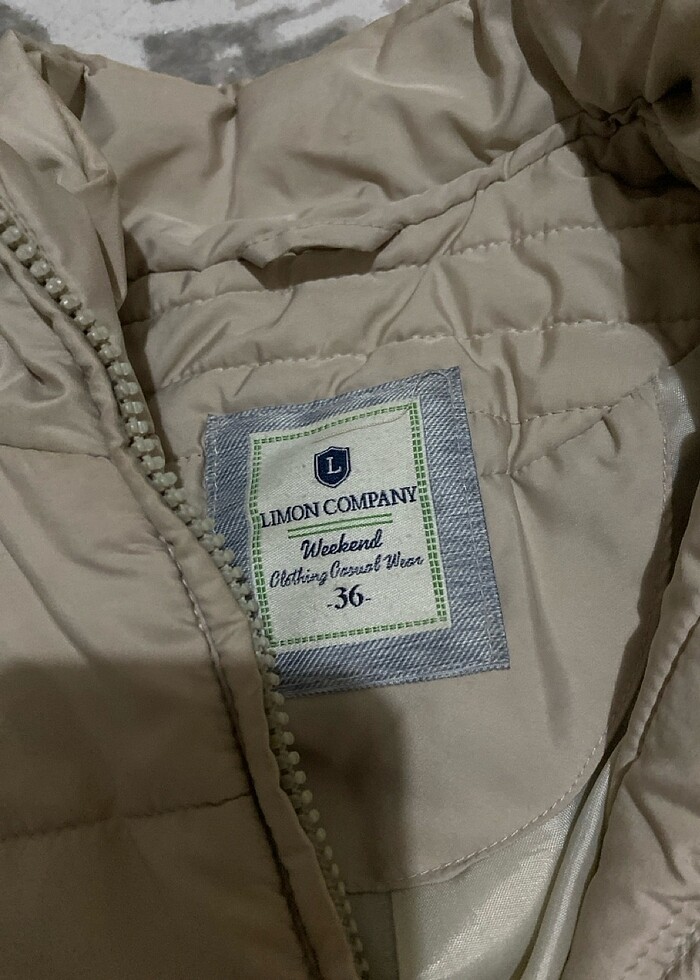 L
LIMON COMPANY
Weekend
Clothing Casual Wear
-36-